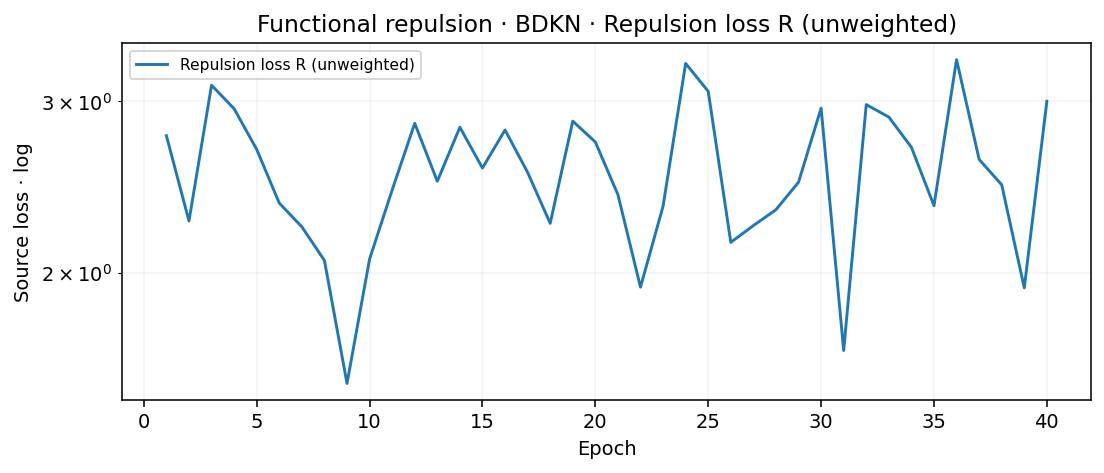 Functional repulsion · BDKN · Repulsion loss R (unweighted)
Repulsion loss R (unweighted)
Source loss · log
3 × 10⁰
2 × 10⁰
0 5 10 15 20 25 30 35 40
Epoch